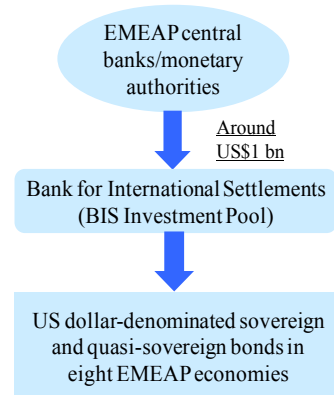 EMEAP central
banks/monetary
authorities
Around
US$1 bn
Bank for International Settlements
(BIS Investment Pool)
US dollar-denominated sovereign
and quasi-sovereign bonds in
eight EMEAP economies